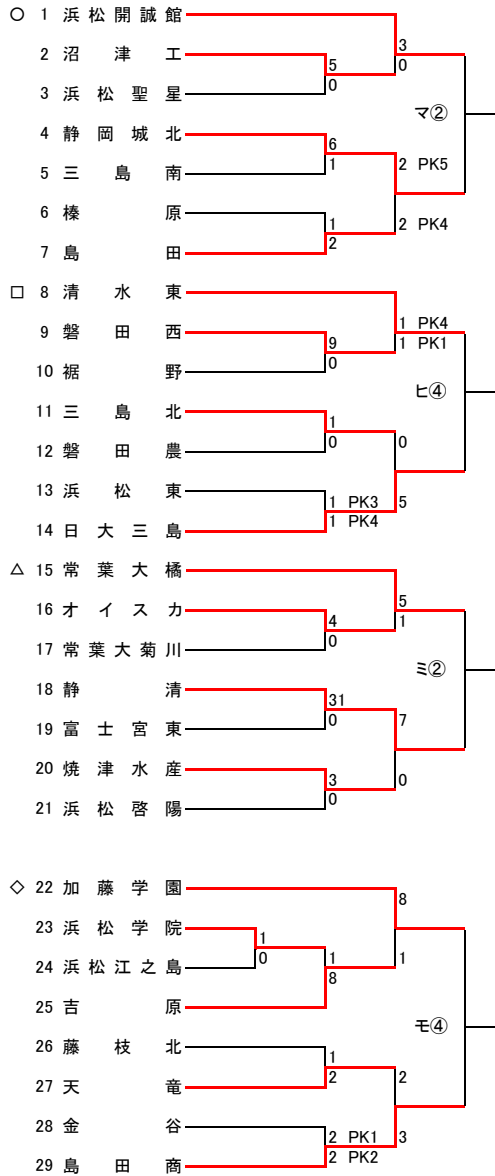 ○ 1 浜松開誠館
3
2 沼津工
5
0
0
3 浜松聖星
マ②
4 静岡城北
6
1
2 PK5
5 三島南
6 榛原
1
2
2 PK4
7 島田
□ 8 清水東
1 PK4
1 PK1
9 磐田西
9
0
10 裾野
ヒ④
11 三島北
1
0
0
12 磐田農
13 浜松東
1 PK3
1 PK4
5
14 日大三島
△ 15 常葉大橘
5
1
16 オイスカ
4
0
17 常葉大菊川
ミ②
18 静清
31
0
7
19 富士宮東
20 焼津水産
3
0
0
21 浜松啓陽
◇ 22 加藤学園
8
23 浜松学院
1
0
1
8
1
24 浜松江之島
25 吉原
モ④
26 藤枝北
1
2
2
27 天竜
28 金谷
2 PK1
2 PK2
3
29 島田商